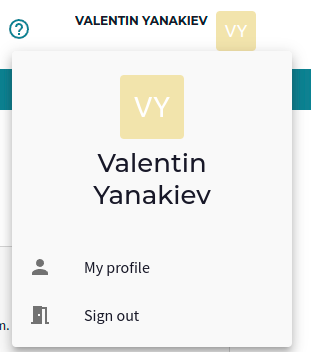 ?
VALENTIN YANAKIEV
VY
VY
Valentin
Yanakiev
My profile
Sign out
m.